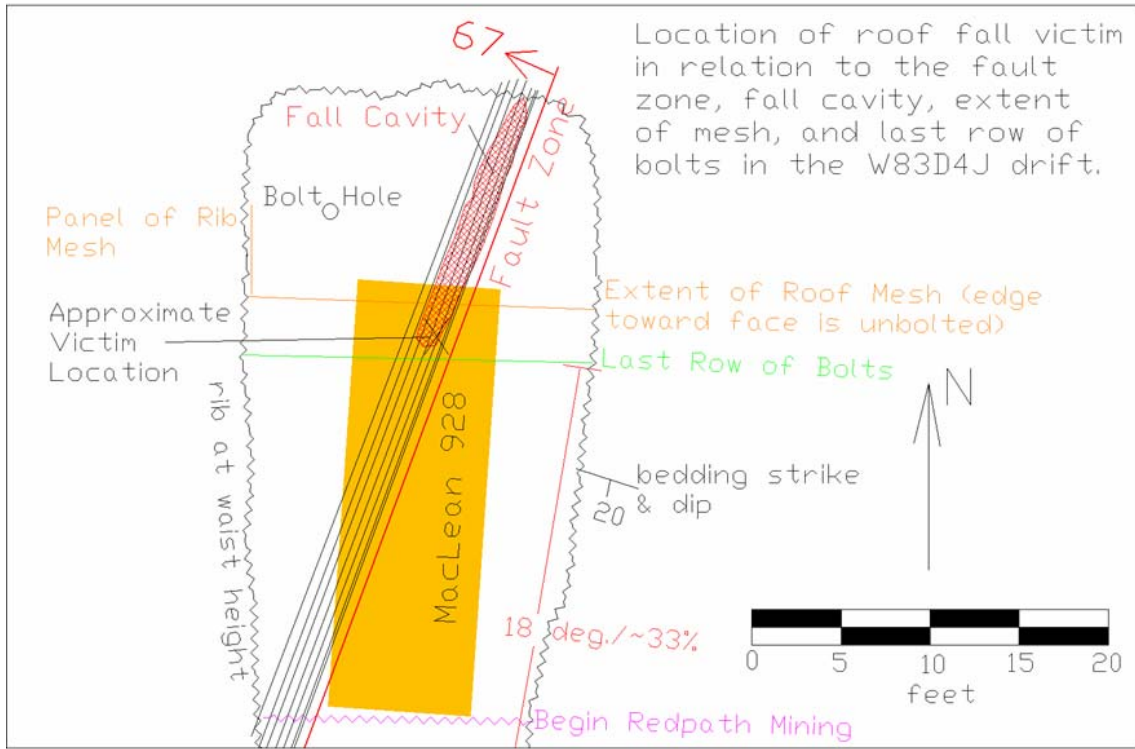 67
Location of roof fall victim
in relation to the fault
zone, fall cavity, extent
of mesh, and last row of
bolts in the W83D4J drift.
Fall Cavity
Fault Zone
Bolt Hole
Panel of Rib
Mesh
Extent of Roof Mesh (edge
toward face is unbolted)
Approximate
Victim
Location
Last Row of Bolts
N
rib at waist height
MacLean 928
bedding strike
& dip
20
18 deg./~33%
0 5 10 15 20
feet
Begin Redpath Mining